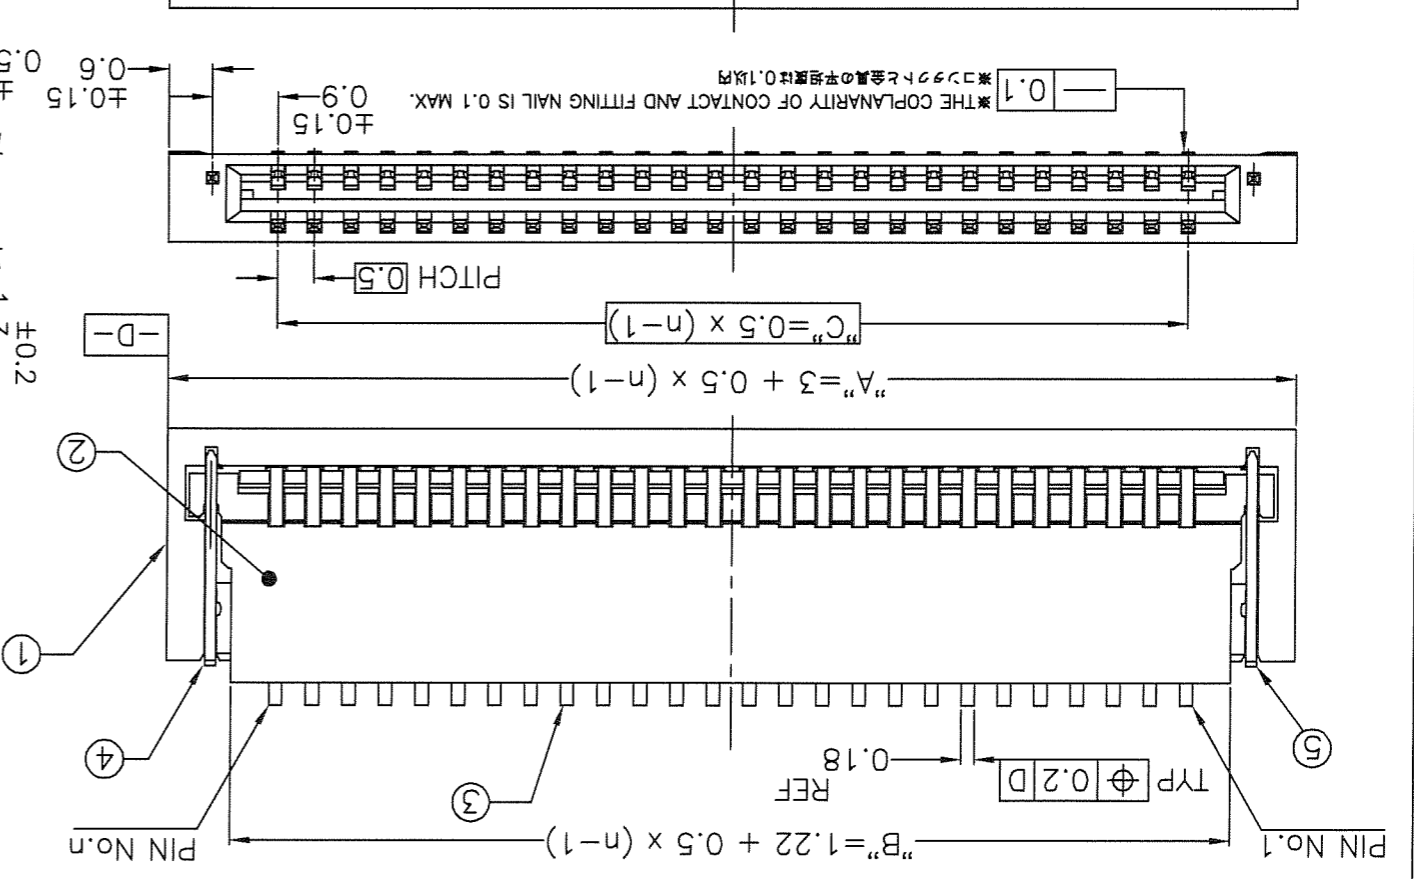 PIN No.1
"B"=1.22 + 0.5 x (n-1)
PIN No.n
TYP ⌖ 0.2 D
REF
0.18
③
④
⑤
①
②
"A"=3 + 0.5 x (n-1)
-D-
±0.2
"C"=0.5 x (n-1)
PITCH 0.5
— 0.1
※THE COPLANARITY OF CONTACT AND FITTING NAIL IS 0.1 MAX.
※コンタクトと金具の平坦度は0.1以内
±0.15
0.9
±0.15
0.6
0.5